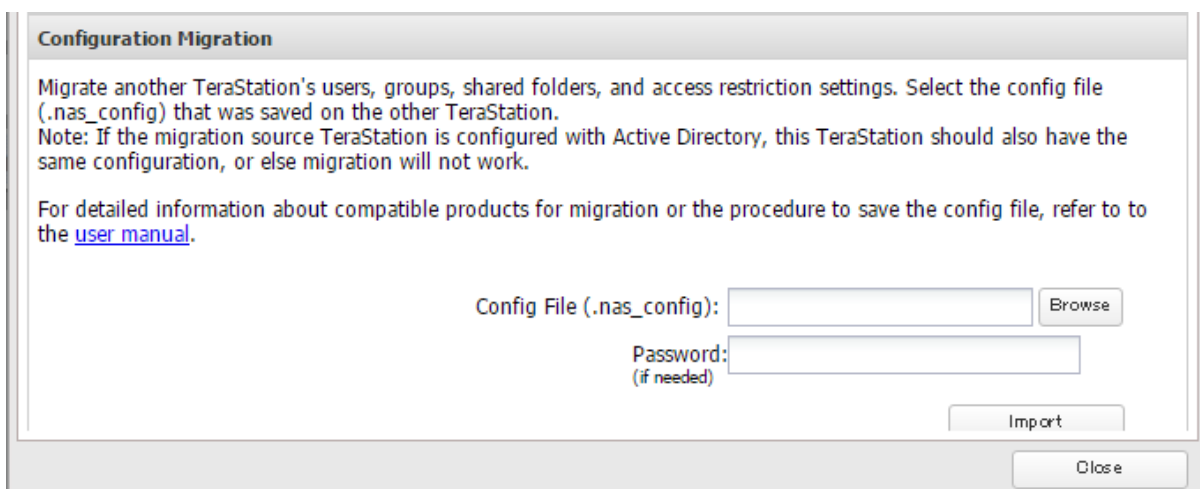 Configuration Migration
Migrate another TeraStation's users, groups, shared folders, and access restriction settings. Select the config file
(.nas_config) that was saved on the other TeraStation.
Note: If the migration source TeraStation is configured with Active Directory, this TeraStation should also have the
same configuration, or else migration will not work.
For detailed information about compatible products for migration or the procedure to save the config file, refer to to
the user manual.
Config File (.nas_config):
Browse
Password:
(if needed)
Import
Close